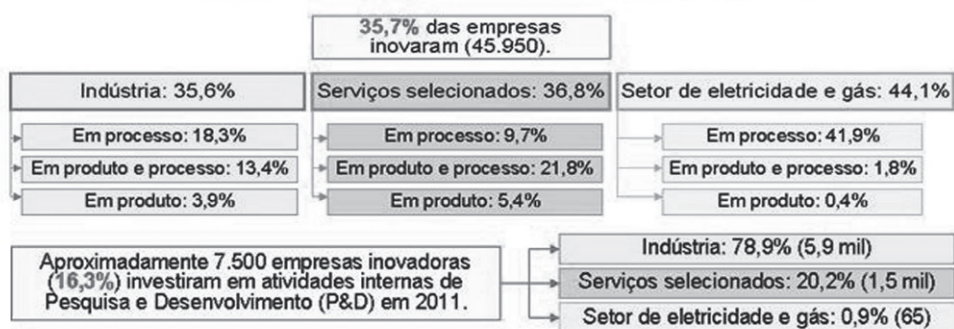 35,7% das empresas
inovaram (45.950).
Indústria: 35,6%
Em processo: 18,3%
Em produto e processo: 13,4%
Em produto: 3,9%
Serviços selecionados: 36,8%
Em processo: 9,7%
Em produto e processo: 21,8%
Em produto: 5,4%
Setor de eletricidade e gás: 44,1%
Em processo: 41,9%
Em produto e processo: 1,8%
Em produto: 0,4%
Aproximadamente 7.500 empresas inovadoras
(16,3%) investiram em atividades internas de
Pesquisa e Desenvolvimento (P&D) em 2011.
Indústria: 78,9% (5,9 mil)
Serviços selecionados: 20,2% (1,5 mil)
Setor de eletricidade e gás: 0,9% (65)